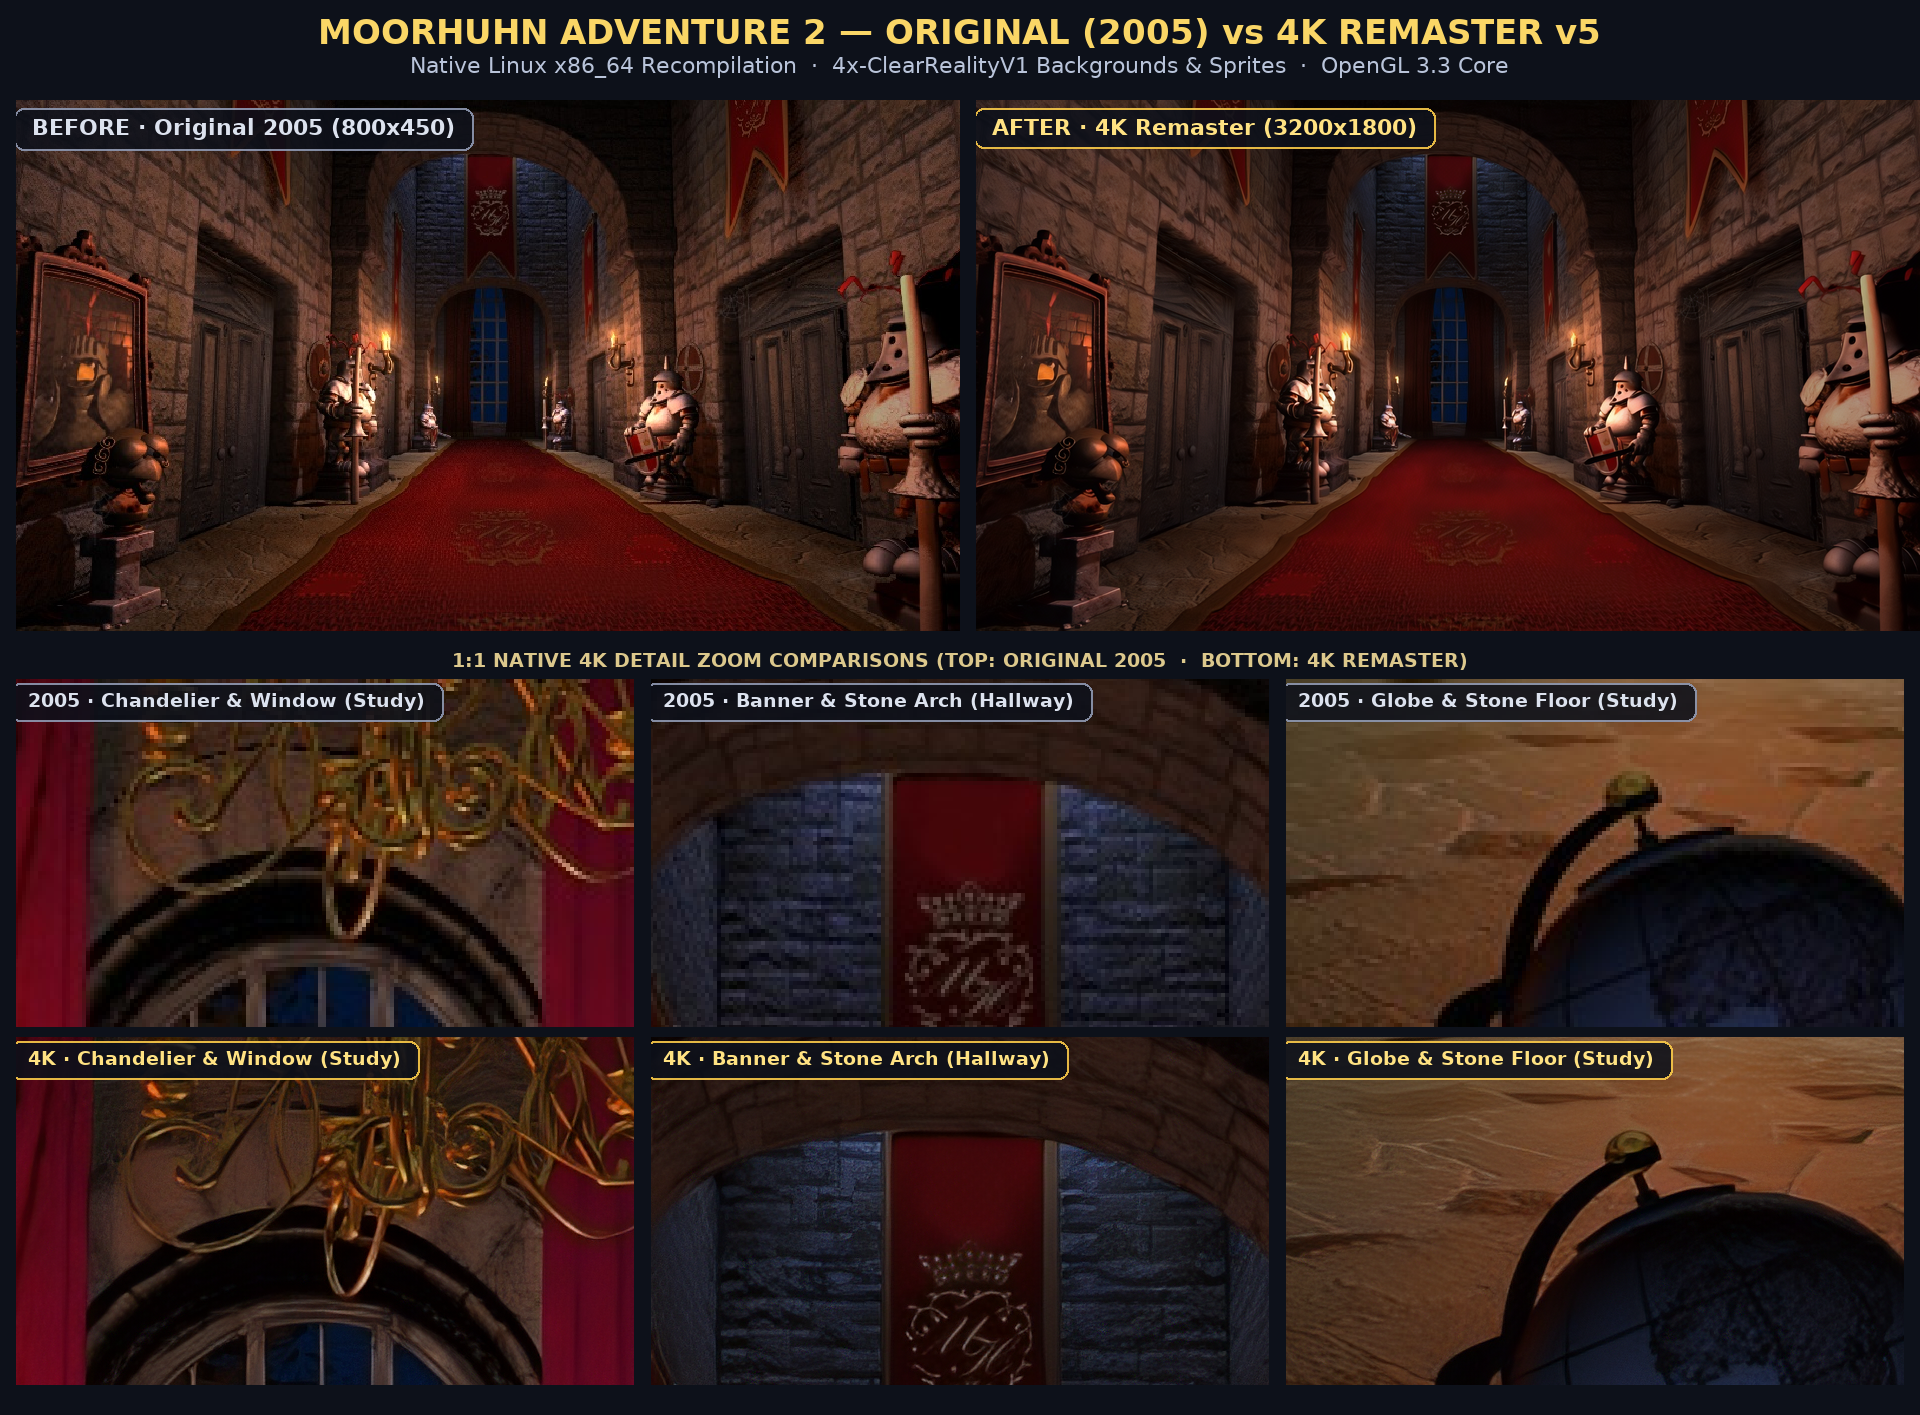 MOORHUHN ADVENTURE 2 — ORIGINAL (2005) vs 4K REMASTER v5
Native Linux x86_64 Recompilation · 4x-ClearRealityV1 Backgrounds & Sprites · OpenGL 3.3 Core
BEFORE · Original 2005 (800x450)
AFTER · 4K Remaster (3200x1800)
1:1 NATIVE 4K DETAIL ZOOM COMPARISONS (TOP: ORIGINAL 2005 · BOTTOM: 4K REMASTER)
2005 · Chandelier & Window (Study)
2005 · Banner & Stone Arch (Hallway)
2005 · Globe & Stone Floor (Study)
4K · Chandelier & Window (Study)
4K · Banner & Stone Arch (Hallway)
4K · Globe & Stone Floor (Study)